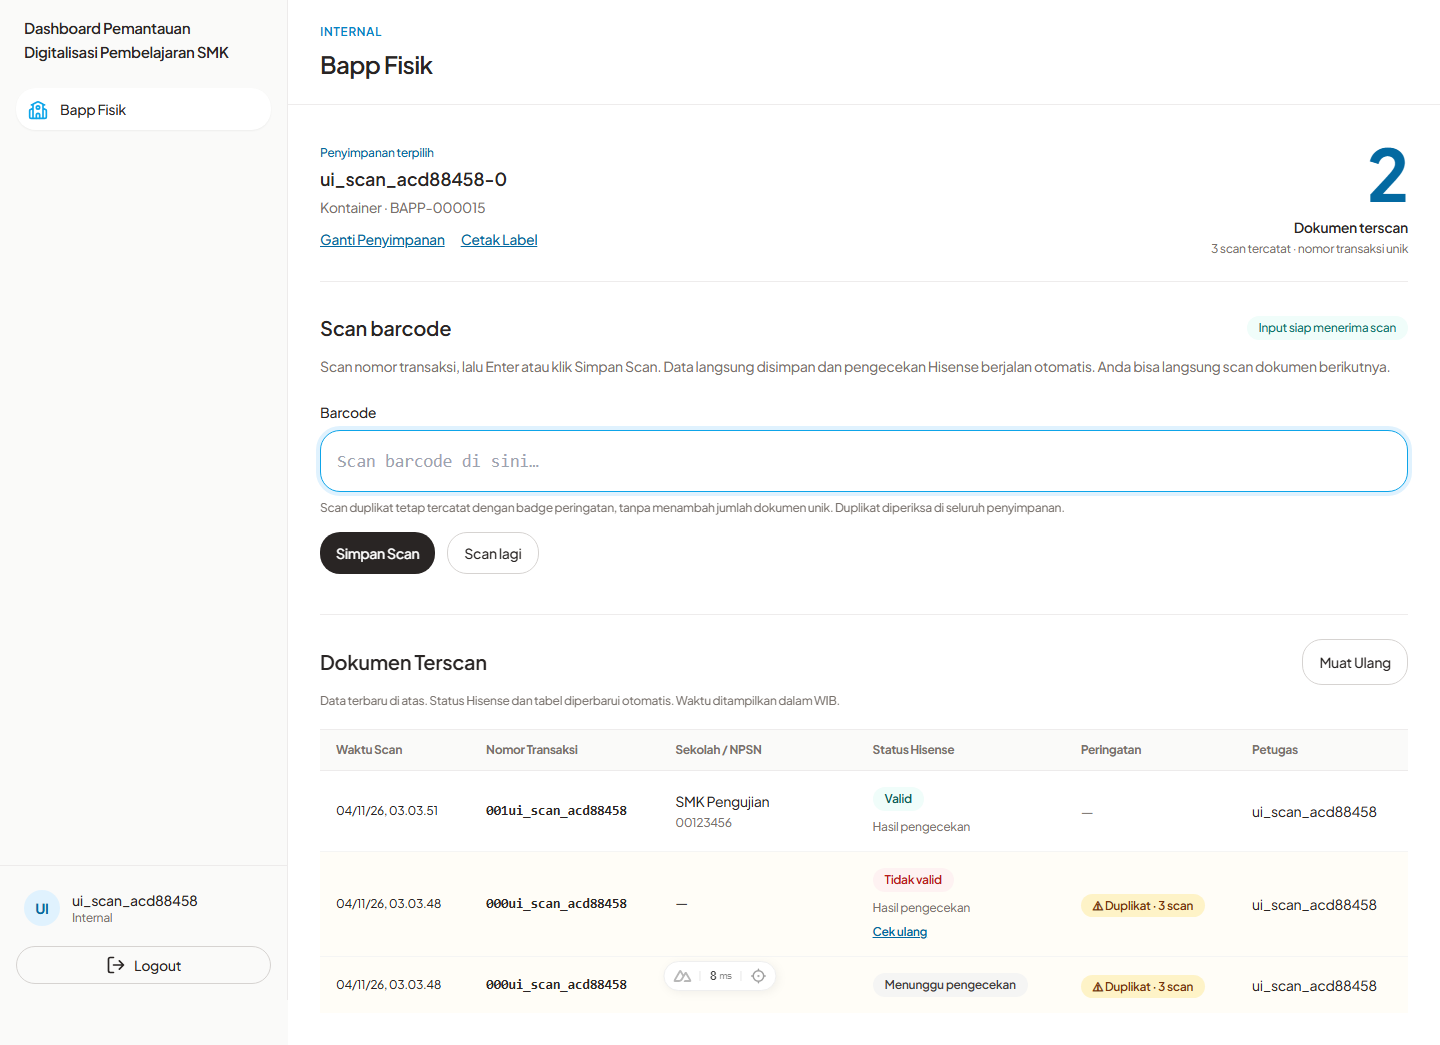 Dashboard Pemantauan
Digitalisasi Pembelajaran SMK
Bapp Fisik
INTERNAL
Bapp Fisik
Penyimpanan terpilih
ui_scan_acd88458-0
Kontainer · BAPP-000015
Ganti Penyimpanan Cetak Label
2
Dokumen terscan
3 scan tercatat · nomor transaksi unik
Scan barcode
Input siap menerima scan
Scan nomor transaksi, lalu Enter atau klik Simpan Scan. Data langsung disimpan dan pengecekan Hisense berjalan otomatis. Anda bisa langsung scan dokumen berikutnya.
Barcode
Scan barcode di sini…
Scan duplikat tetap tercatat dengan badge peringatan, tanpa menambah jumlah dokumen unik. Duplikat diperiksa di seluruh penyimpanan.
Simpan Scan Scan lagi
Dokumen Terscan
Muat Ulang
Data terbaru di atas. Status Hisense dan tabel diperbarui otomatis. Waktu ditampilkan dalam WIB.
Waktu Scan Nomor Transaksi Sekolah / NPSN Status Hisense Peringatan Petugas
04/11/26, 03.03.51 001ui_scan_acd88458 SMK Pengujian 00123456 Valid Hasil pengecekan — ui_scan_acd88458
04/11/26, 03.03.48 000ui_scan_acd88458 — Tidak valid Hasil pengecekan Cek ulang ⚠ Duplikat · 3 scan ui_scan_acd88458
04/11/26, 03.03.48 000ui_scan_acd88458 Menunggu pengecekan ⚠ Duplikat · 3 scan ui_scan_acd88458
8 ms
UI
ui_scan_acd88458
Internal
Logout